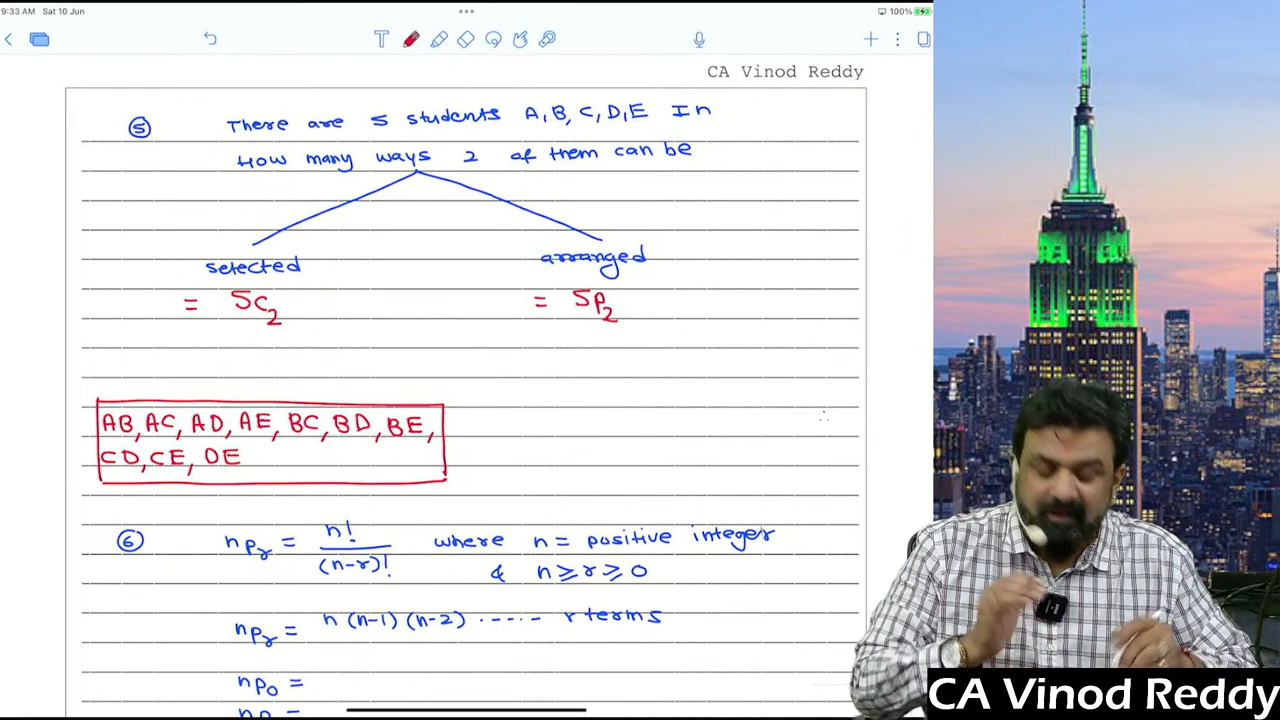 9:33 AM Sat 10 Jun
100%
CA Vinod Reddy
5 There are 5 students A, B, C, D, E In
How many ways 2 of them can be
selected arranged
= 5C2 = 5P2
AB, AC, AD, AE, BC, BD, BE,
CD, CE, DE
6 nPr = n!/(n-r)! where n = positive integer
& n ≥ r ≥ 0
nPr = n(n-1)(n-2) ...... r terms
nP0 =
CA Vinod Reddy